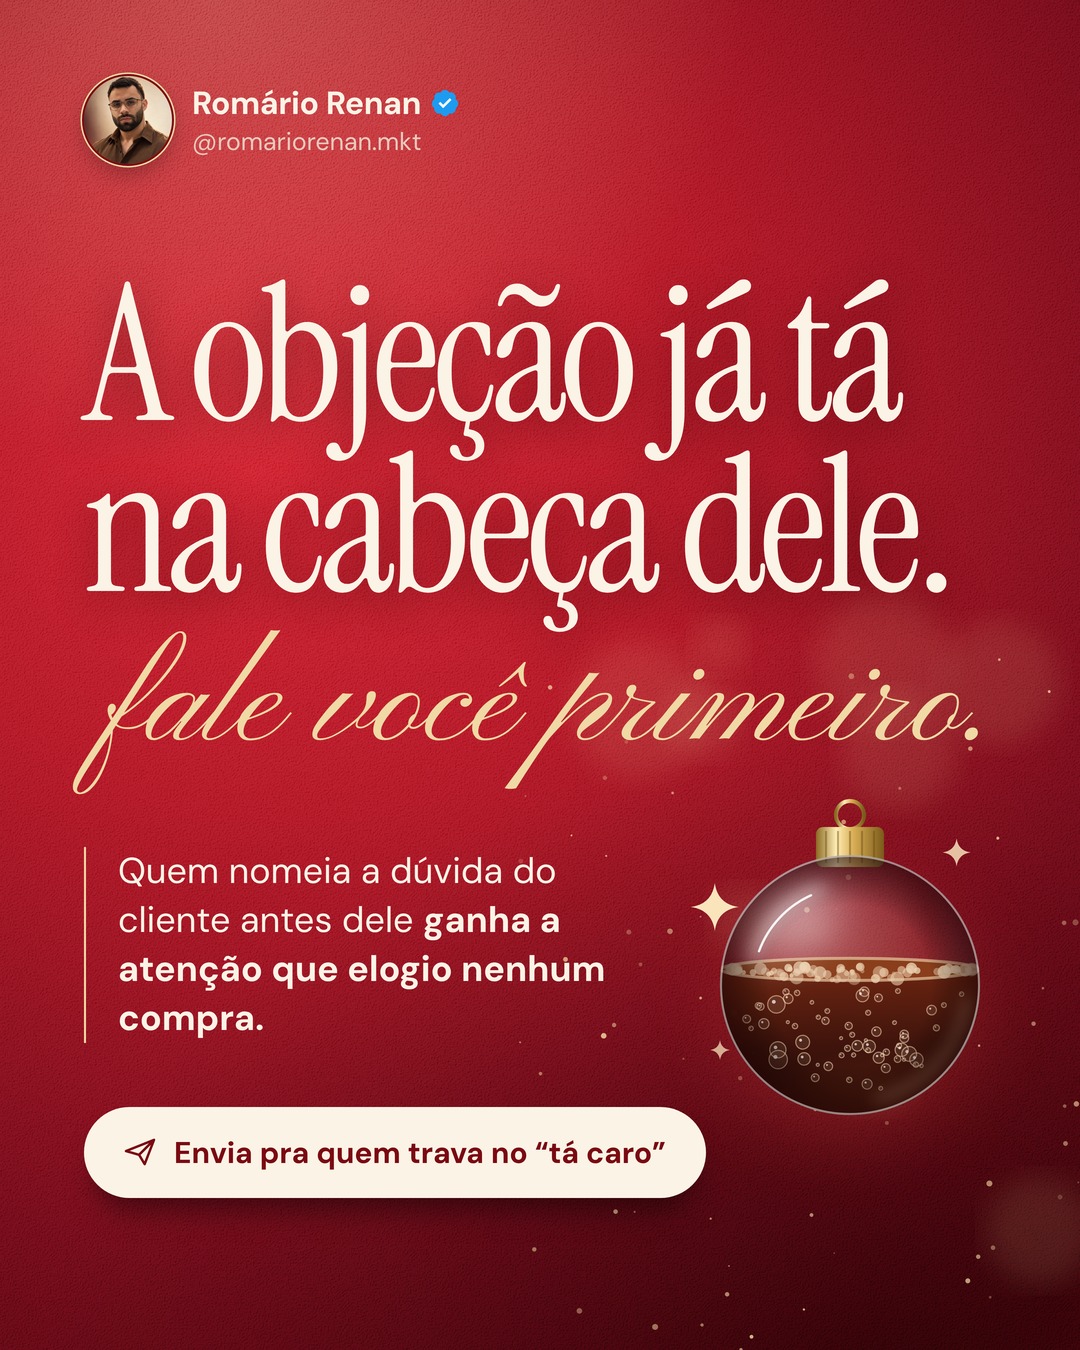 Romário Renan
@romariorenan.mkt
A objeção já tá
na cabeça dele.
fale você primeiro.
Quem nomeia a dúvida do
cliente antes dele ganha a
atenção que elogio nenhum
compra.
Envia pra quem trava no “tá caro”